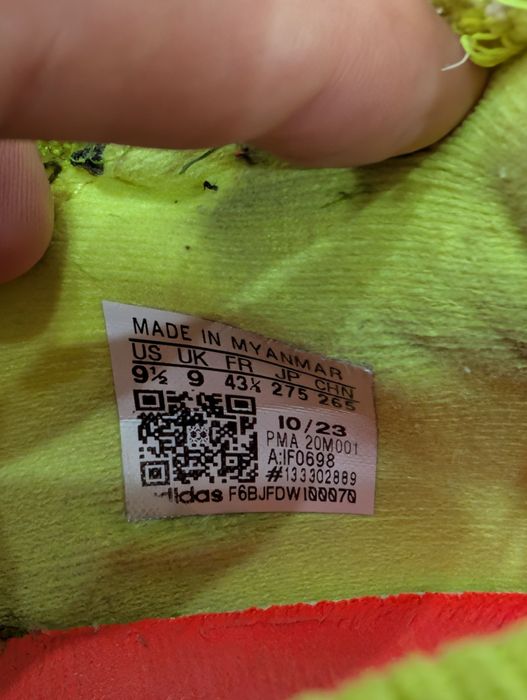 MADE IN MYANMAR
US UK FR JP CHN
9½ 9 43⅓ 275 265
10/23
PMA 20M001
A:IF0698
#133302889
adidas F6BJFDW100070